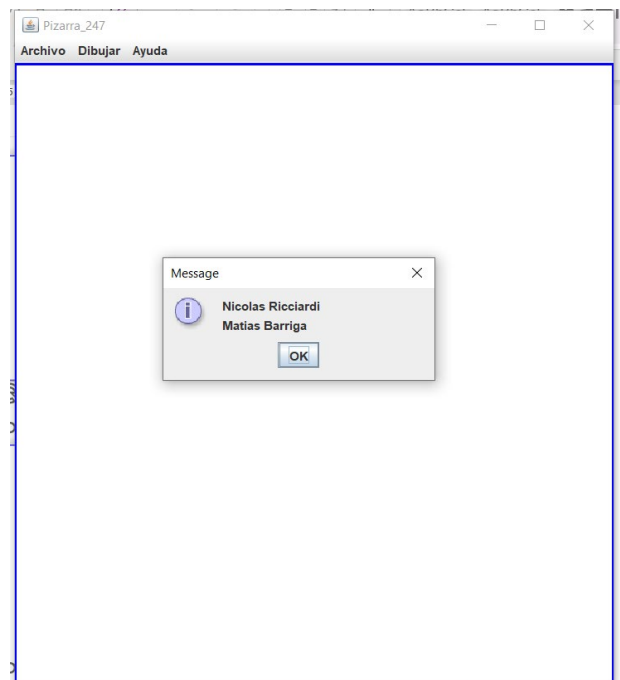 Pizarra_247
Archivo Dibujar Ayuda
Message
Nicolas Ricciardi
Matias Barriga
OK